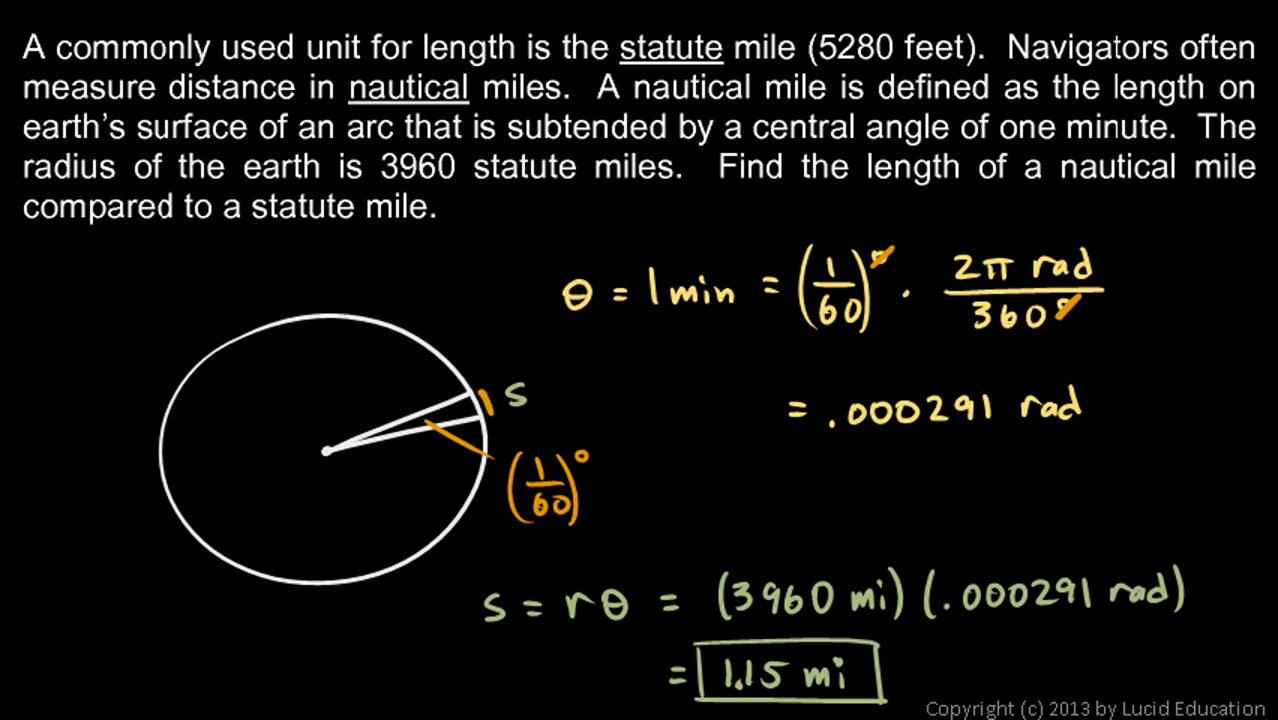 A commonly used unit for length is the statute mile (5280 feet). Navigators often
measure distance in nautical miles. A nautical mile is defined as the length on
earth's surface of an arc that is subtended by a central angle of one minute. The
radius of the earth is 3960 statute miles. Find the length of a nautical mile
compared to a statute mile.
θ = 1 min = (1/60)° · 2π rad/360°
= .000291 rad
s
(1/60)°
s = rθ = (3960 mi) (.000291 rad)
= 1.15 mi
Copyright (c) 2013 by Lucid Education